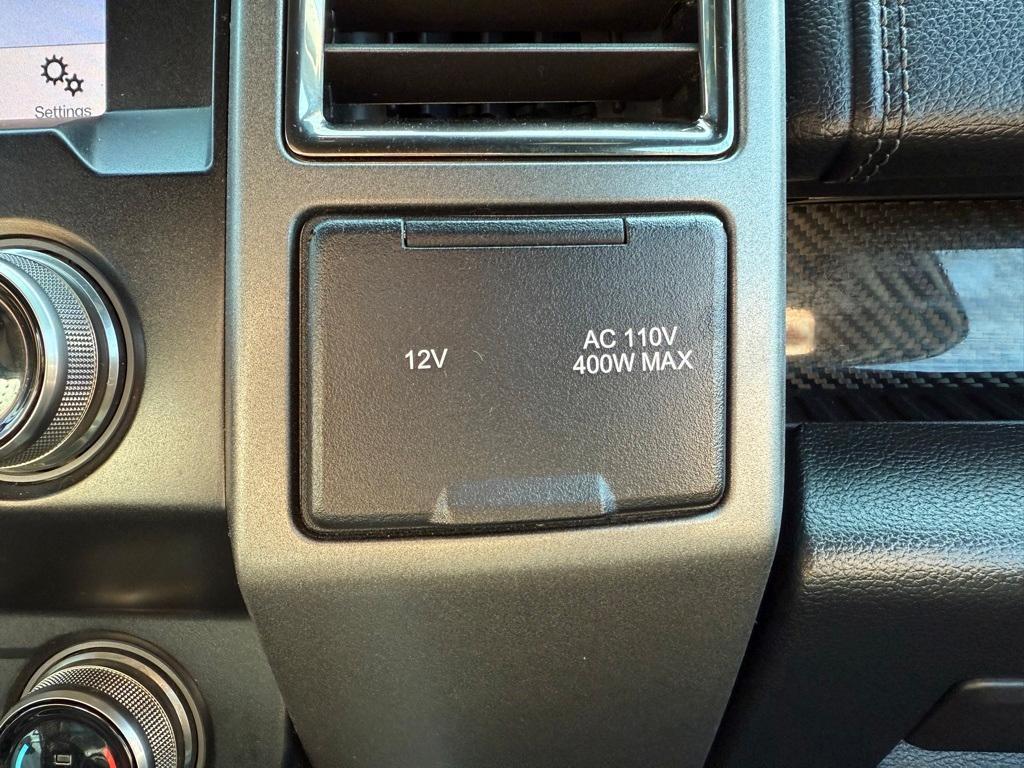 Settings
12V
AC 110V
400W MAX